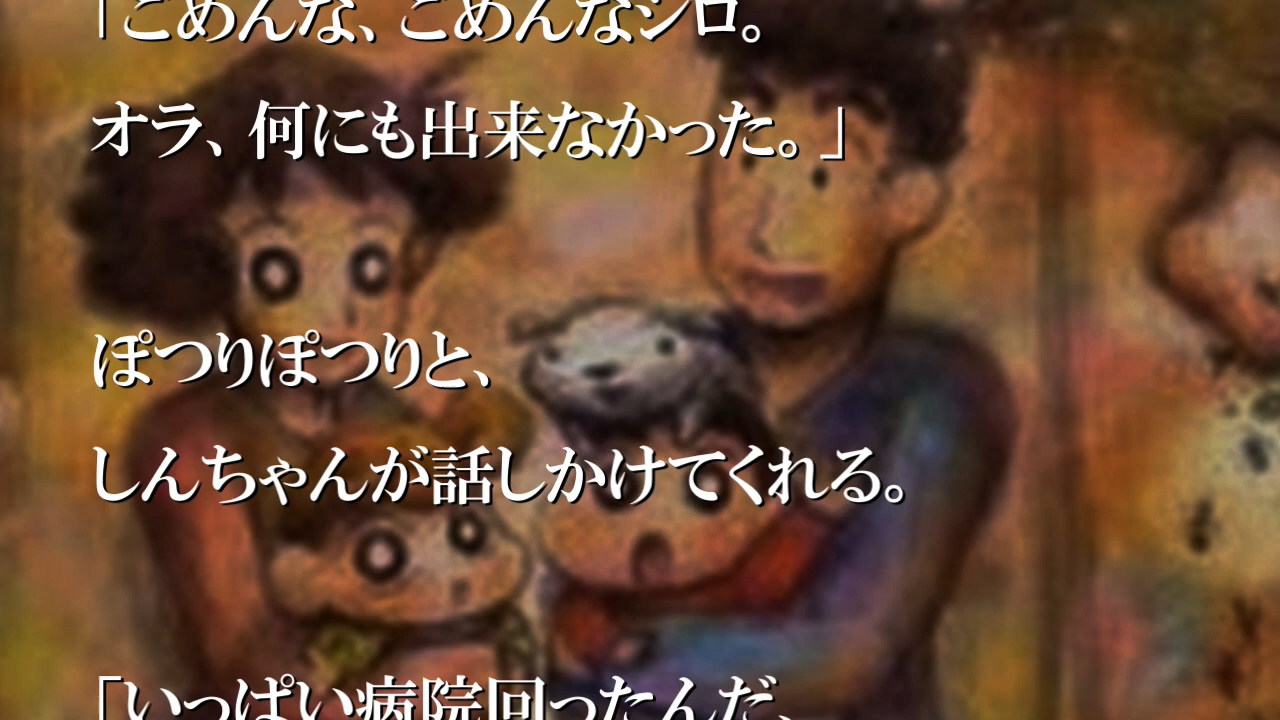 「ごめんな、ごめんなシロ。
オラ、何にも出来なかった。」
ぽつりぽつりと、
しんちゃんが話しかけてくれる。
「いっぱい病院回ったんだ、